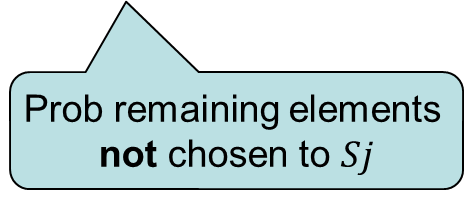 Prob remaining elements
not chosen to Sj